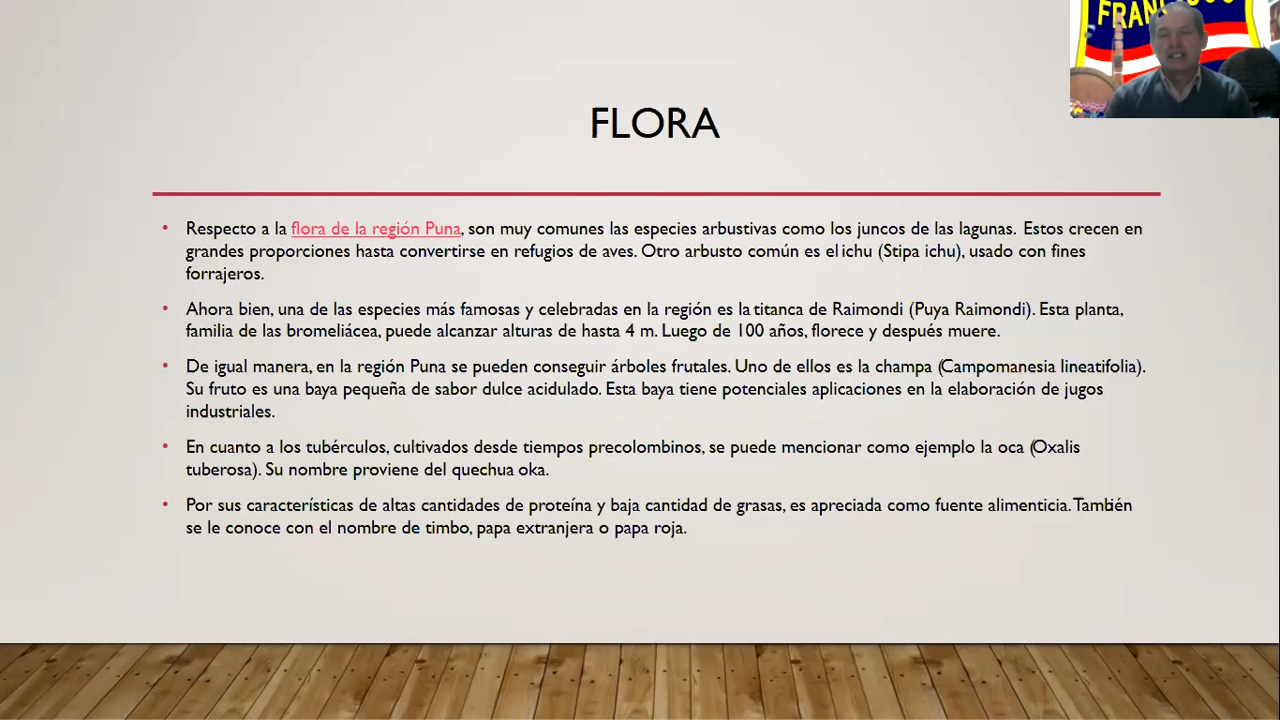 FRANCISCO
FLORA
• Respecto a la flora de la región Puna, son muy comunes las especies arbustivas como los juncos de las lagunas. Estos crecen en
grandes proporciones hasta convertirse en refugios de aves. Otro arbusto común es el ichu (Stipa ichu), usado con fines
forrajeros.
• Ahora bien, una de las especies más famosas y celebradas en la región es la titanca de Raimondi (Puya Raimondi). Esta planta,
familia de las bromeliácea, puede alcanzar alturas de hasta 4 m. Luego de 100 años, florece y después muere.
• De igual manera, en la región Puna se pueden conseguir árboles frutales. Uno de ellos es la champa (Campomanesia lineatifolia).
Su fruto es una baya pequeña de sabor dulce acidulado. Esta baya tiene potenciales aplicaciones en la elaboración de jugos
industriales.
• En cuanto a los tubérculos, cultivados desde tiempos precolombinos, se puede mencionar como ejemplo la oca (Oxalis
tuberosa). Su nombre proviene del quechua oka.
• Por sus características de altas cantidades de proteína y baja cantidad de grasas, es apreciada como fuente alimenticia. También
se le conoce con el nombre de timbo, papa extranjera o papa roja.